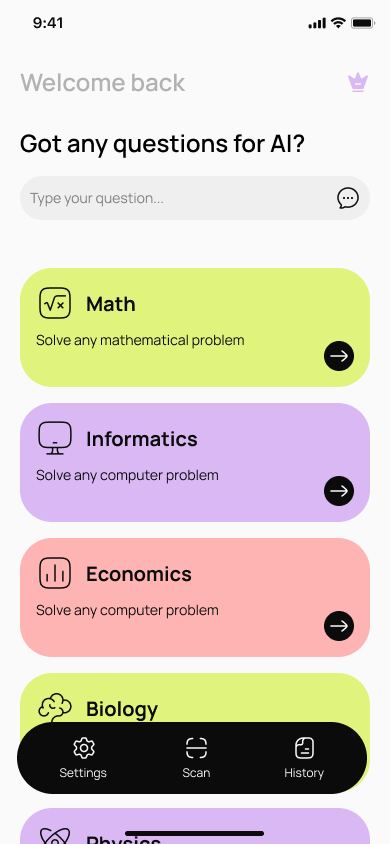 9:41
Welcome back
Got any questions for AI?
Type your question...
Math
Solve any mathematical problem
Informatics
Solve any computer problem
Economics
Solve any computer problem
Biology
Settings
Scan
History
Physics